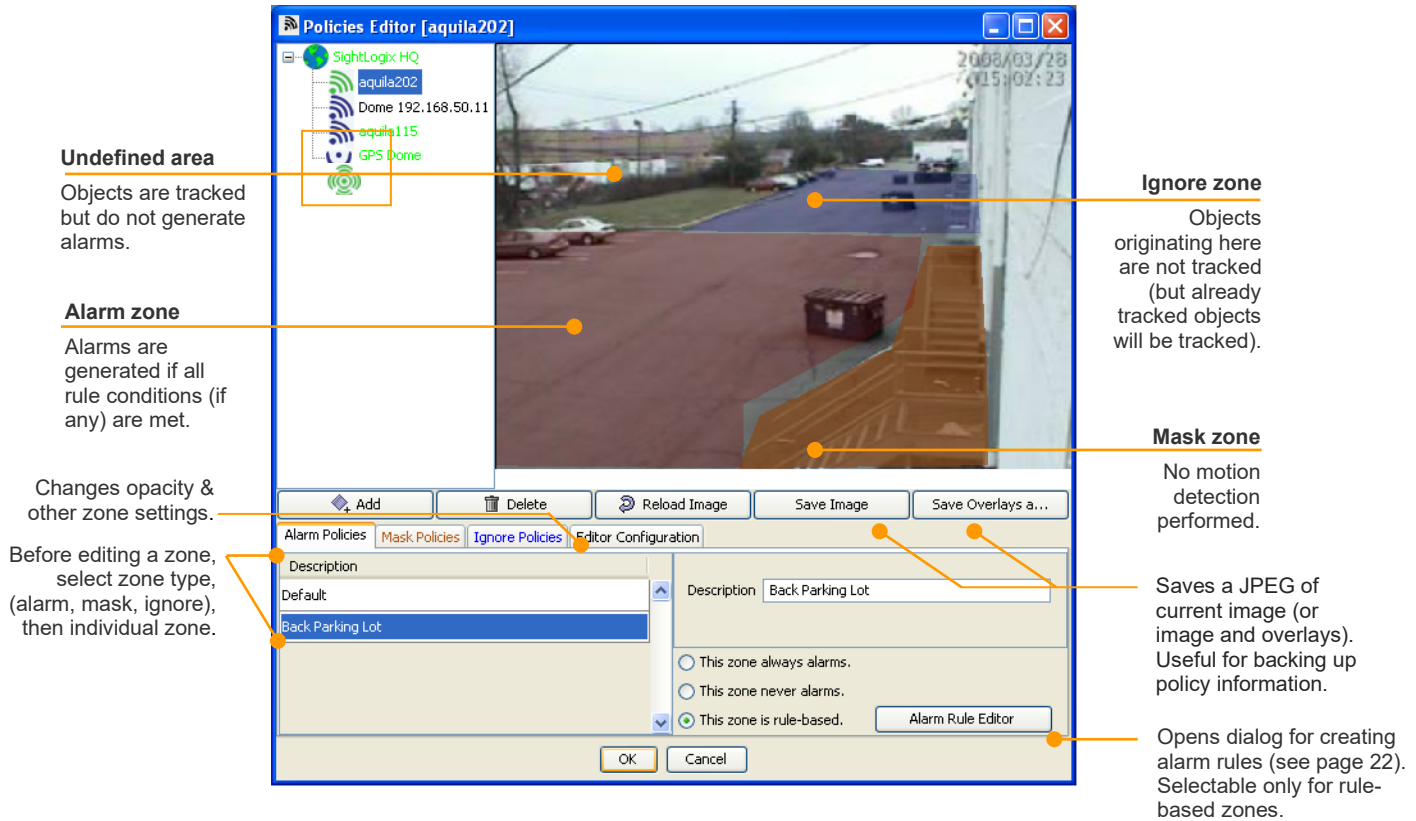 Policies Editor [aquila202]
SightLogix HQ
aquila202
Dome 192.168.50.11
aquila115
GPS Dome
2008/03/28
15:02:23
Undefined area
Objects are tracked
but do not generate
alarms.
Alarm zone
Alarms are
generated if all
rule conditions (if
any) are met.
Changes opacity &
other zone settings.
Before editing a zone,
select zone type,
(alarm, mask, ignore),
then individual zone.
Ignore zone
Objects
originating here
are not tracked
(but already
tracked objects
will be tracked).
Mask zone
No motion
detection
performed.
Saves a JPEG of
current image (or
image and overlays).
Useful for backing up
policy information.
Opens dialog for creating
alarm rules (see page 22).
Selectable only for rule-
based zones.
Add
Delete
Reload Image
Save Image
Save Overlays a...
Alarm Policies
Mask Policies
Ignore Policies
Editor Configuration
Description
Default
Back Parking Lot
Description
Back Parking Lot
This zone always alarms.
This zone never alarms.
This zone is rule-based.
Alarm Rule Editor
OK
Cancel